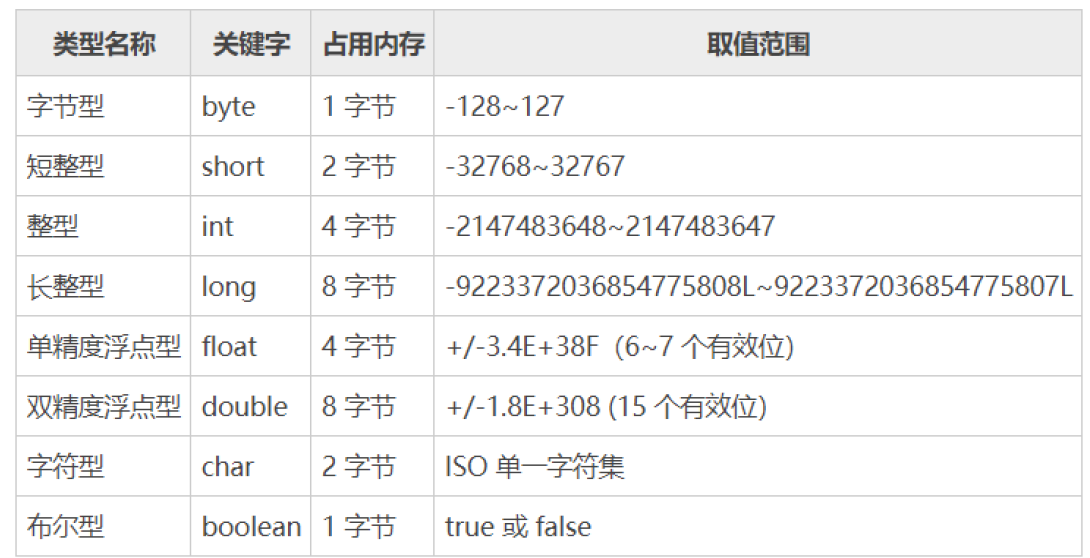 类型名称 关键字 占用内存 取值范围
字节型 byte 1 字节 -128~127
短整型 short 2 字节 -32768~32767
整型 int 4 字节 -2147483648~2147483647
长整型 long 8 字节 -9223372036854775808L~9223372036854775807L
单精度浮点型 float 4 字节 +/-3.4E+38F（6~7 个有效位）
双精度浮点型 double 8 字节 +/-1.8E+308 (15 个有效位）
字符型 char 2 字节 ISO 单一字符集
布尔型 boolean 1 字节 true 或 false